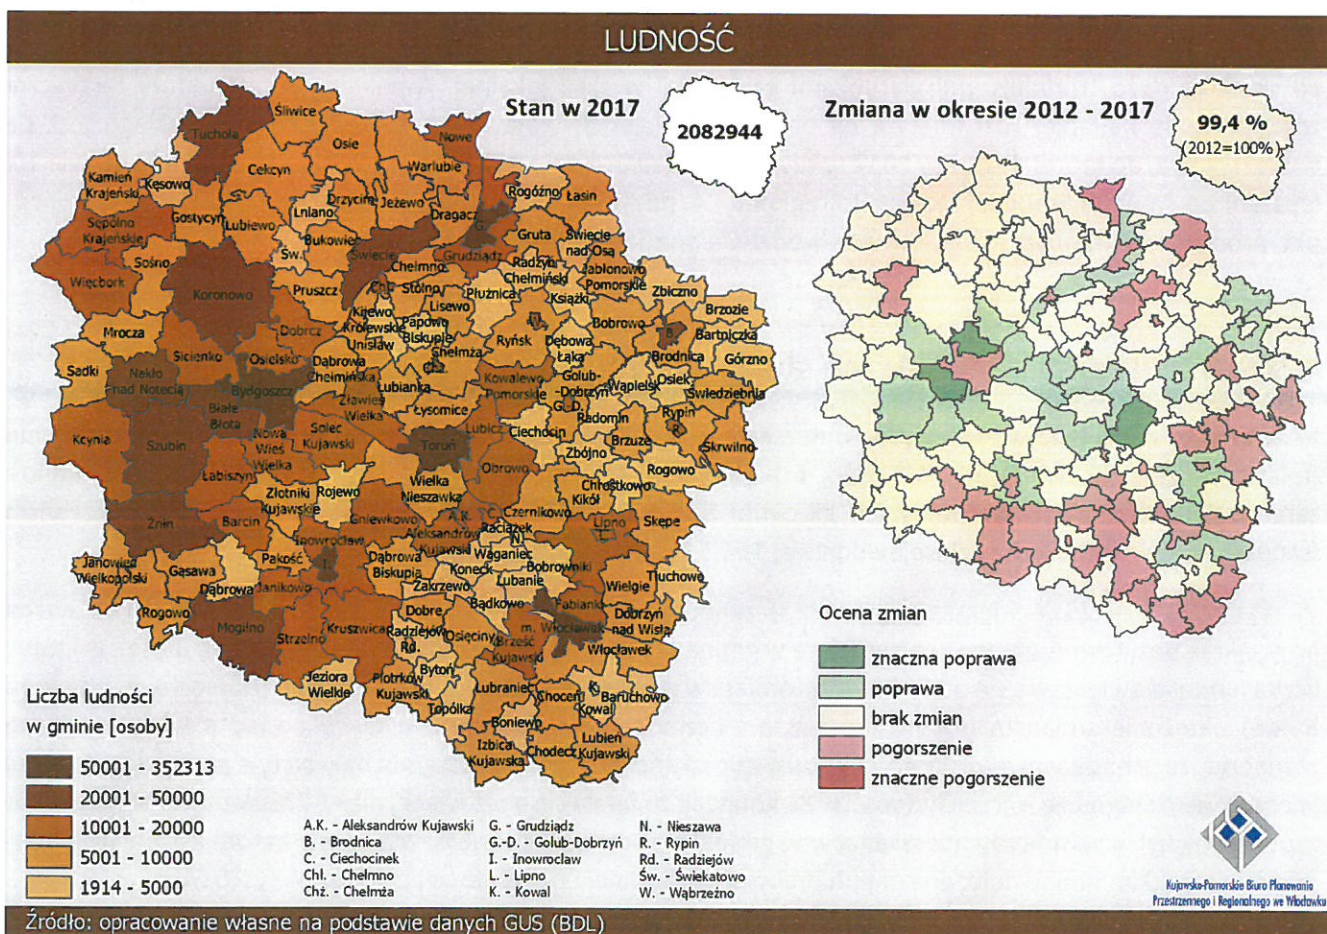 LUDNOŚĆ
Stan w 2017
2082944
Zmiana w okresie 2012 - 2017
99,4 %
(2012=100%)
Śliwice
Tuchola
Osie
Nowe
Cekcyn
Warlubie
Kamień
Krajeński
Kęsowo
Rogóźno
Łasin
Drzycim
Jeżewo
Lniano
Dragacz
G.
Gostycyn
Lubiewo
Sępólno
Krajeńskie
Bukowiec
Gruta
Świecie
nad Osą
Św.
Świecie
Grudziądz
Sośno
Chełmno
Radzyń
Chełmiński
Jabłonowo
Pomorskie
Więcbork
Koronowo
Pruszcz
Chł.
Stolno
Płużnica
Książki
Zbiczno
Lisewo
Brzozie
Kijewo
Królewskie
Papowo
Biskupie
Bobrowo
Mrocza
Dobrcz
Unisław
Ryńsk
B.
Bartniczka
Sicienko
Osielsko
Dąbrowa
Chełmińska
Chełmża
Chż.
Dębowa
Łąka
Brodnica
Górzno
Sadki
Nakło
nad Notecią
Bydgoszcz
Łubianka
Kowalewo
Pomorskie
Golub-
Dobrzyń
G.-D.
Wąpielsk
Osiek
Świedziebnia
Zławieś
Wielka
Łysomice
Białe
Błota
Radomin
Rypin
R.
Kcynia
Szubin
Nowa
Wieś
Wielka
Solec
Kujawski
Toruń
Lubicz
Ciechocin
Brzuze
Skrwilno
Zbójno
Łabiszyn
Obrowo
Rogowo
Złotniki
Kujawskie
Rojewo
Wielka
Nieszawka
Chrostkowo
Kikół
Czernikowo
Żnin
Barcin
Gniewkowo
Aleksandrów
Kujawski
Raciążek
Lipno
Skępe
Inowrocław
I.
N.
Pakość
Dąbrowa
Biskupia
Waganiec
Janowiec
Wielkopolski
Gąsawa
Koneck
Bobrowniki
Tłuchowo
Dąbrowa
Janikowo
Zakrzewo
Lubanie
Wielgie
Rogowo
Bądkowo
Fabianki
Dobre
Dobrzyń
nad Wisłą
Mogilno
Strzelno
Kruszwica
Radziejów
Rd.
Osięciny
m. Włocławek
Brześć
Kujawski
Włocławek
Bytoń
Jeziora
Wielkie
Piotrków
Kujawski
Lubraniec
Choceń
Kowal
Baruchowo
Topólka
Boniewo
Izbica
Kujawska
Chodecz
Lubień
Kujawski
Liczba ludności
w gminie [osoby]
50001 - 352313
20001 - 50000
10001 - 20000
5001 - 10000
1914 - 5000
A.K. - Aleksandrów Kujawski
B. - Brodnica
C. - Ciechocinek
Chł. - Chełmno
Chż. - Chełmża
G. - Grudziądz
G.-D. - Golub-Dobrzyń
I. - Inowrocław
L. - Lipno
K. - Kowal
N. - Nieszawa
R. - Rypin
Rd. - Radziejów
Św. - Świekatowo
W. - Wąbrzeźno
Ocena zmian
znaczna poprawa
poprawa
brak zmian
pogorszenie
znaczne pogorszenie
Kujawsko-Pomorskie Biuro Planowania
Przestrzennego i Regionalnego we Włocławku
Źródło: opracowanie własne na podstawie danych GUS (BDL)